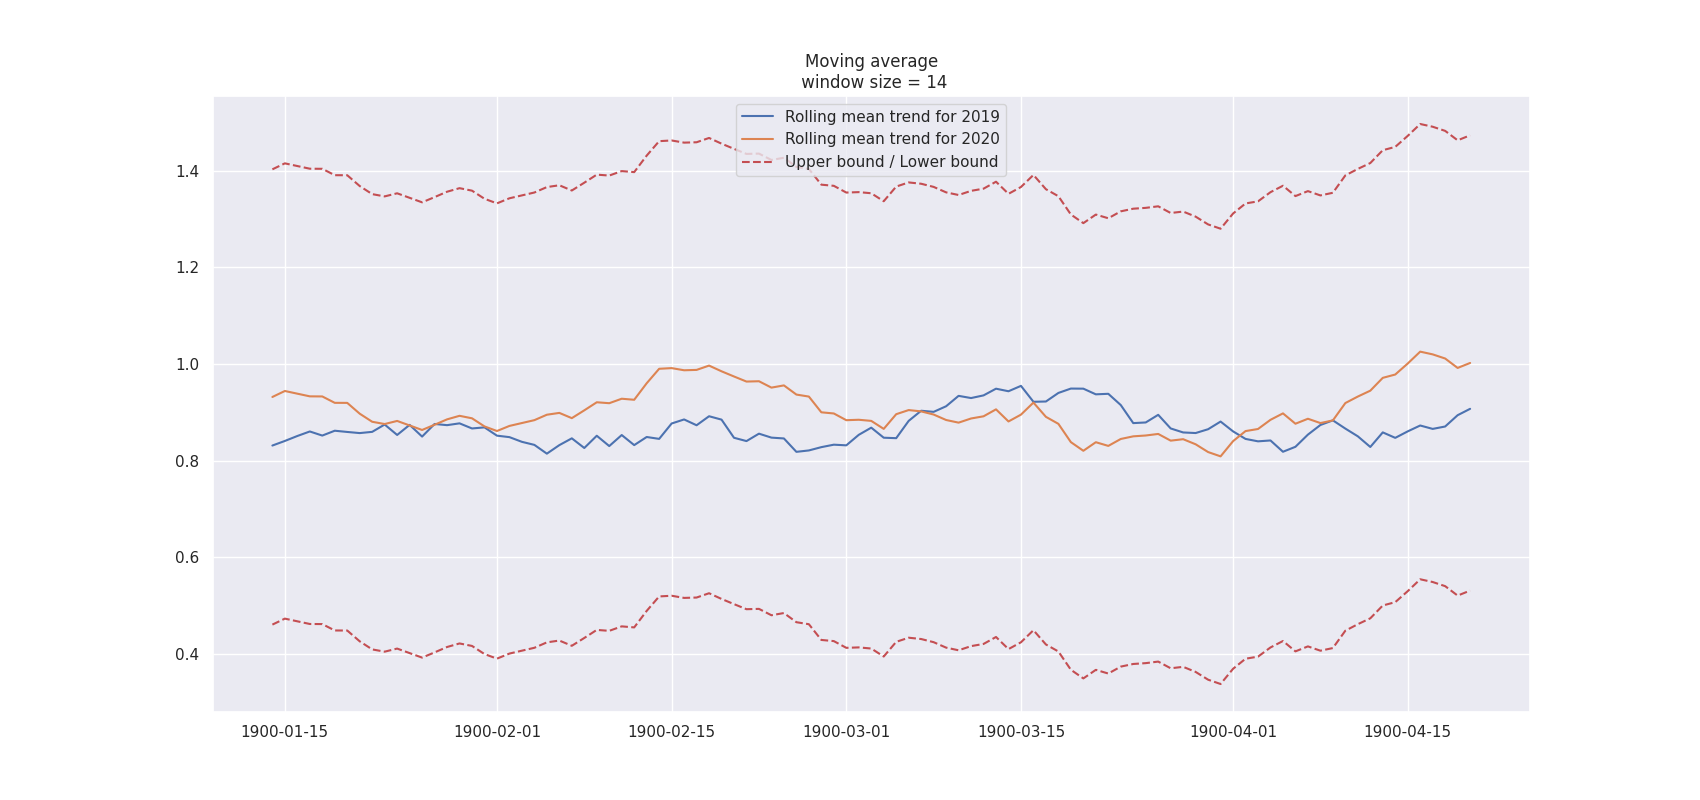 Moving average
window size = 14
Rolling mean trend for 2019
Rolling mean trend for 2020
Upper bound / Lower bound
1.4
1.2
1.0
0.8
0.6
0.4
1900-01-15 1900-02-01 1900-02-15 1900-03-01 1900-03-15 1900-04-01 1900-04-15